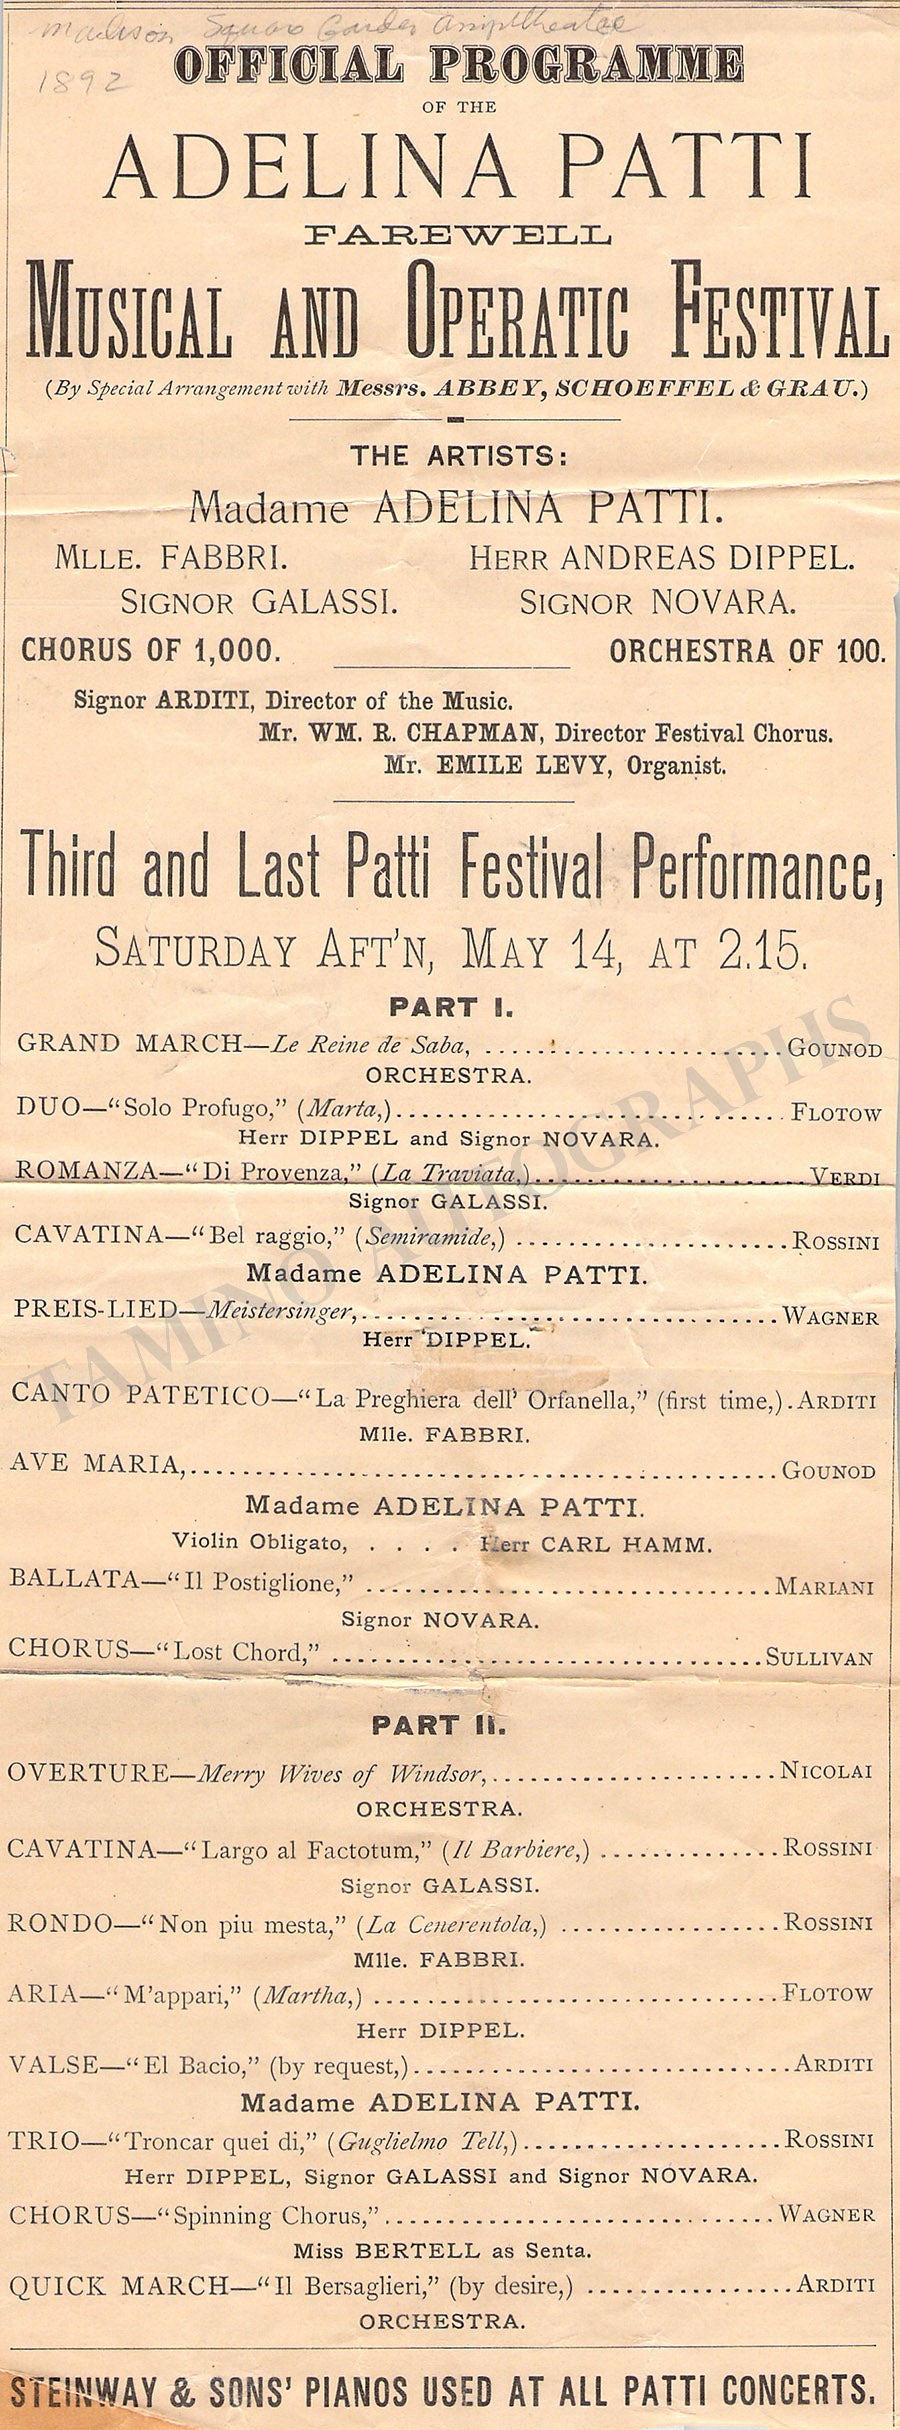 Madison Square Garden Ampitheatre
1892
OFFICIAL PROGRAMME
OF THE
ADELINA PATTI
FAREWELL
MUSICAL AND OPERATIC FESTIVAL
(By Special Arrangement with Messrs. ABBEY, SCHOEFFEL & GRAU.)
THE ARTISTS:
Madame ADELINA PATTI.
MLLE. FABBRI. HERR ANDREAS DIPPEL.
SIGNOR GALASSI. SIGNOR NOVARA.
CHORUS OF 1,000. ORCHESTRA OF 100.
Signor ARDITI, Director of the Music.
Mr. WM. R. CHAPMAN, Director Festival Chorus.
Mr. EMILE LEVY, Organist.
Third and Last Patti Festival Performance,
SATURDAY AFT'N, MAY 14, AT 2.15.
PART I.
GRAND MARCH—Le Reine de Saba, ........................GOUNOD
ORCHESTRA.
DUO—"Solo Profugo," (Marta,)................................ FLOTOW
Herr DIPPEL and Signor NOVARA.
ROMANZA—"Di Provenza," (La Traviata,)........................VERDI
Signor GALASSI.
CAVATINA—"Bel raggio," (Semiramide,) ........................ROSSINI
Madame ADELINA PATTI.
PREIS-LIED—Meistersinger,....................................WAGNER
Herr DIPPEL.
CANTO PATETICO—"La Preghiera dell' Orfanella," (first time,).ARDITI
Mlle. FABBRI.
AVE MARIA,..................................................GOUNOD
Madame ADELINA PATTI.
Violin Obligato, . . . . Herr CARL HAMM.
BALLATA—"Il Postiglione," ..................................MARIANI
Signor NOVARA.
CHORUS—"Lost Chord," ....................................SULLIVAN
PART II.
OVERTURE—Merry Wives of Windsor,........................NICOLAI
ORCHESTRA.
CAVATINA—"Largo al Factotum," (Il Barbiere,) ...............ROSSINI
Signor GALASSI.
RONDO—"Non piu mesta," (La Cenerentola,) ..................ROSSINI
Mlle. FABBRI.
ARIA—"M'appari," (Martha,) ..................................FLOTOW
Herr DIPPEL.
VALSE—"El Bacio," (by request,)..............................ARDITI
Madame ADELINA PATTI.
TRIO—"Troncar quei di," (Guglielmo Tell,)....................ROSSINI
Herr DIPPEL, Signor GALASSI and Signor NOVARA.
CHORUS—"Spinning Chorus,"..................................WAGNER
Miss BERTELL as Senta.
QUICK MARCH—"Il Bersaglieri," (by desire,) ..................ARDITI
ORCHESTRA.
STEINWAY & SONS' PIANOS USED AT ALL PATTI CONCERTS.
TAMINO AUTOGRAPHS